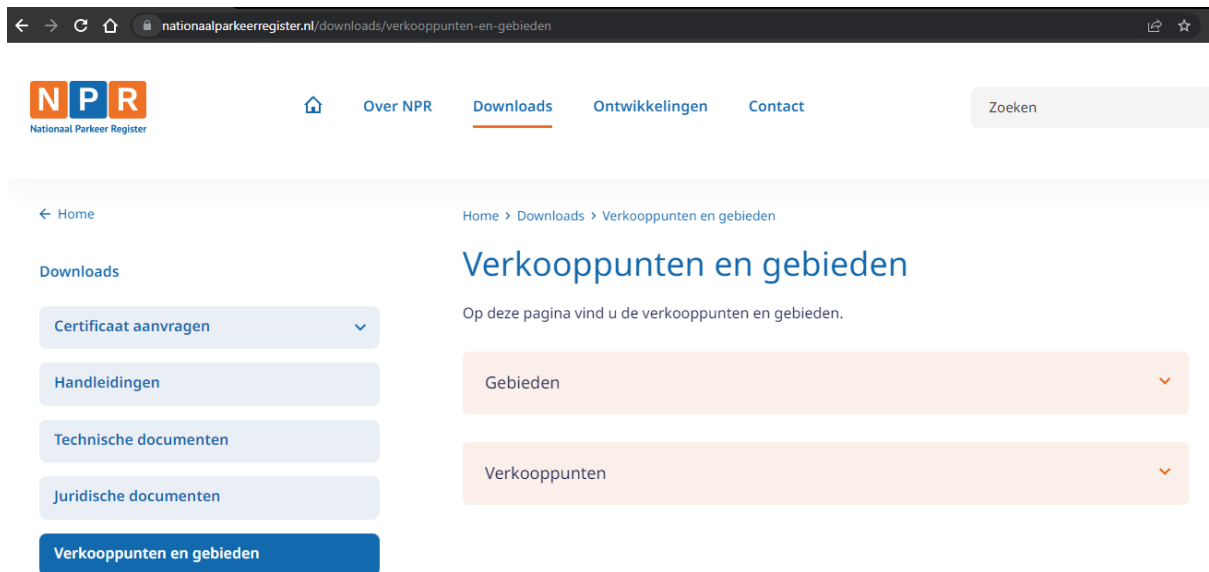 nationaalparkeerregister.nl/downloads/verkooppunten-en-gebieden
NPR
Nationaal Parkeer Register
Over NPR
Downloads
Ontwikkelingen
Contact
Zoeken
← Home
Home > Downloads > Verkooppunten en gebieden
Downloads
Verkooppunten en gebieden
Op deze pagina vind u de verkooppunten en gebieden.
Certificaat aanvragen
Handleidingen
Technische documenten
Juridische documenten
Verkooppunten en gebieden
Gebieden
Verkooppunten